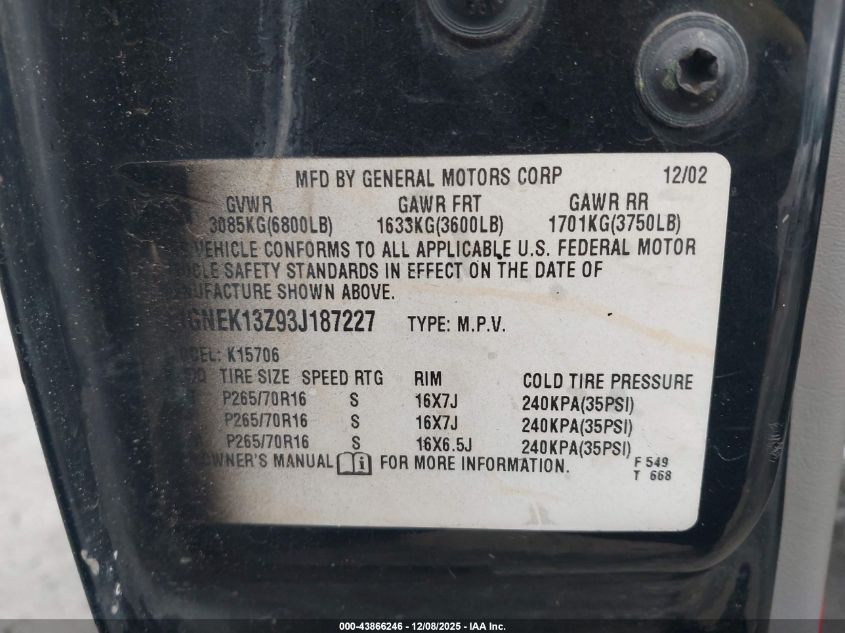 MFD BY GENERAL MOTORS CORP 12/02
GVWR GAWR FRT GAWR RR
3085KG(6800LB) 1633KG(3600LB) 1701KG(3750LB)
VEHICLE CONFORMS TO ALL APPLICABLE U.S. FEDERAL MOTOR
SAFETY STANDARDS IN EFFECT ON THE DATE OF
SHOWN ABOVE.
GNEK13Z93J187227 TYPE: M.P.V.
K15706
TIRE SIZE SPEED RTG RIM COLD TIRE PRESSURE
P265/70R16 S 16X7J 240KPA(35PSI)
P265/70R16 S 16X7J 240KPA(35PSI)
P265/70R16 S 16X6.5J 240KPA(35PSI)
OWNER'S MANUAL i FOR MORE INFORMATION.
F 549
T 668
000-43866246 - 12/08/2025 - IAA Inc.